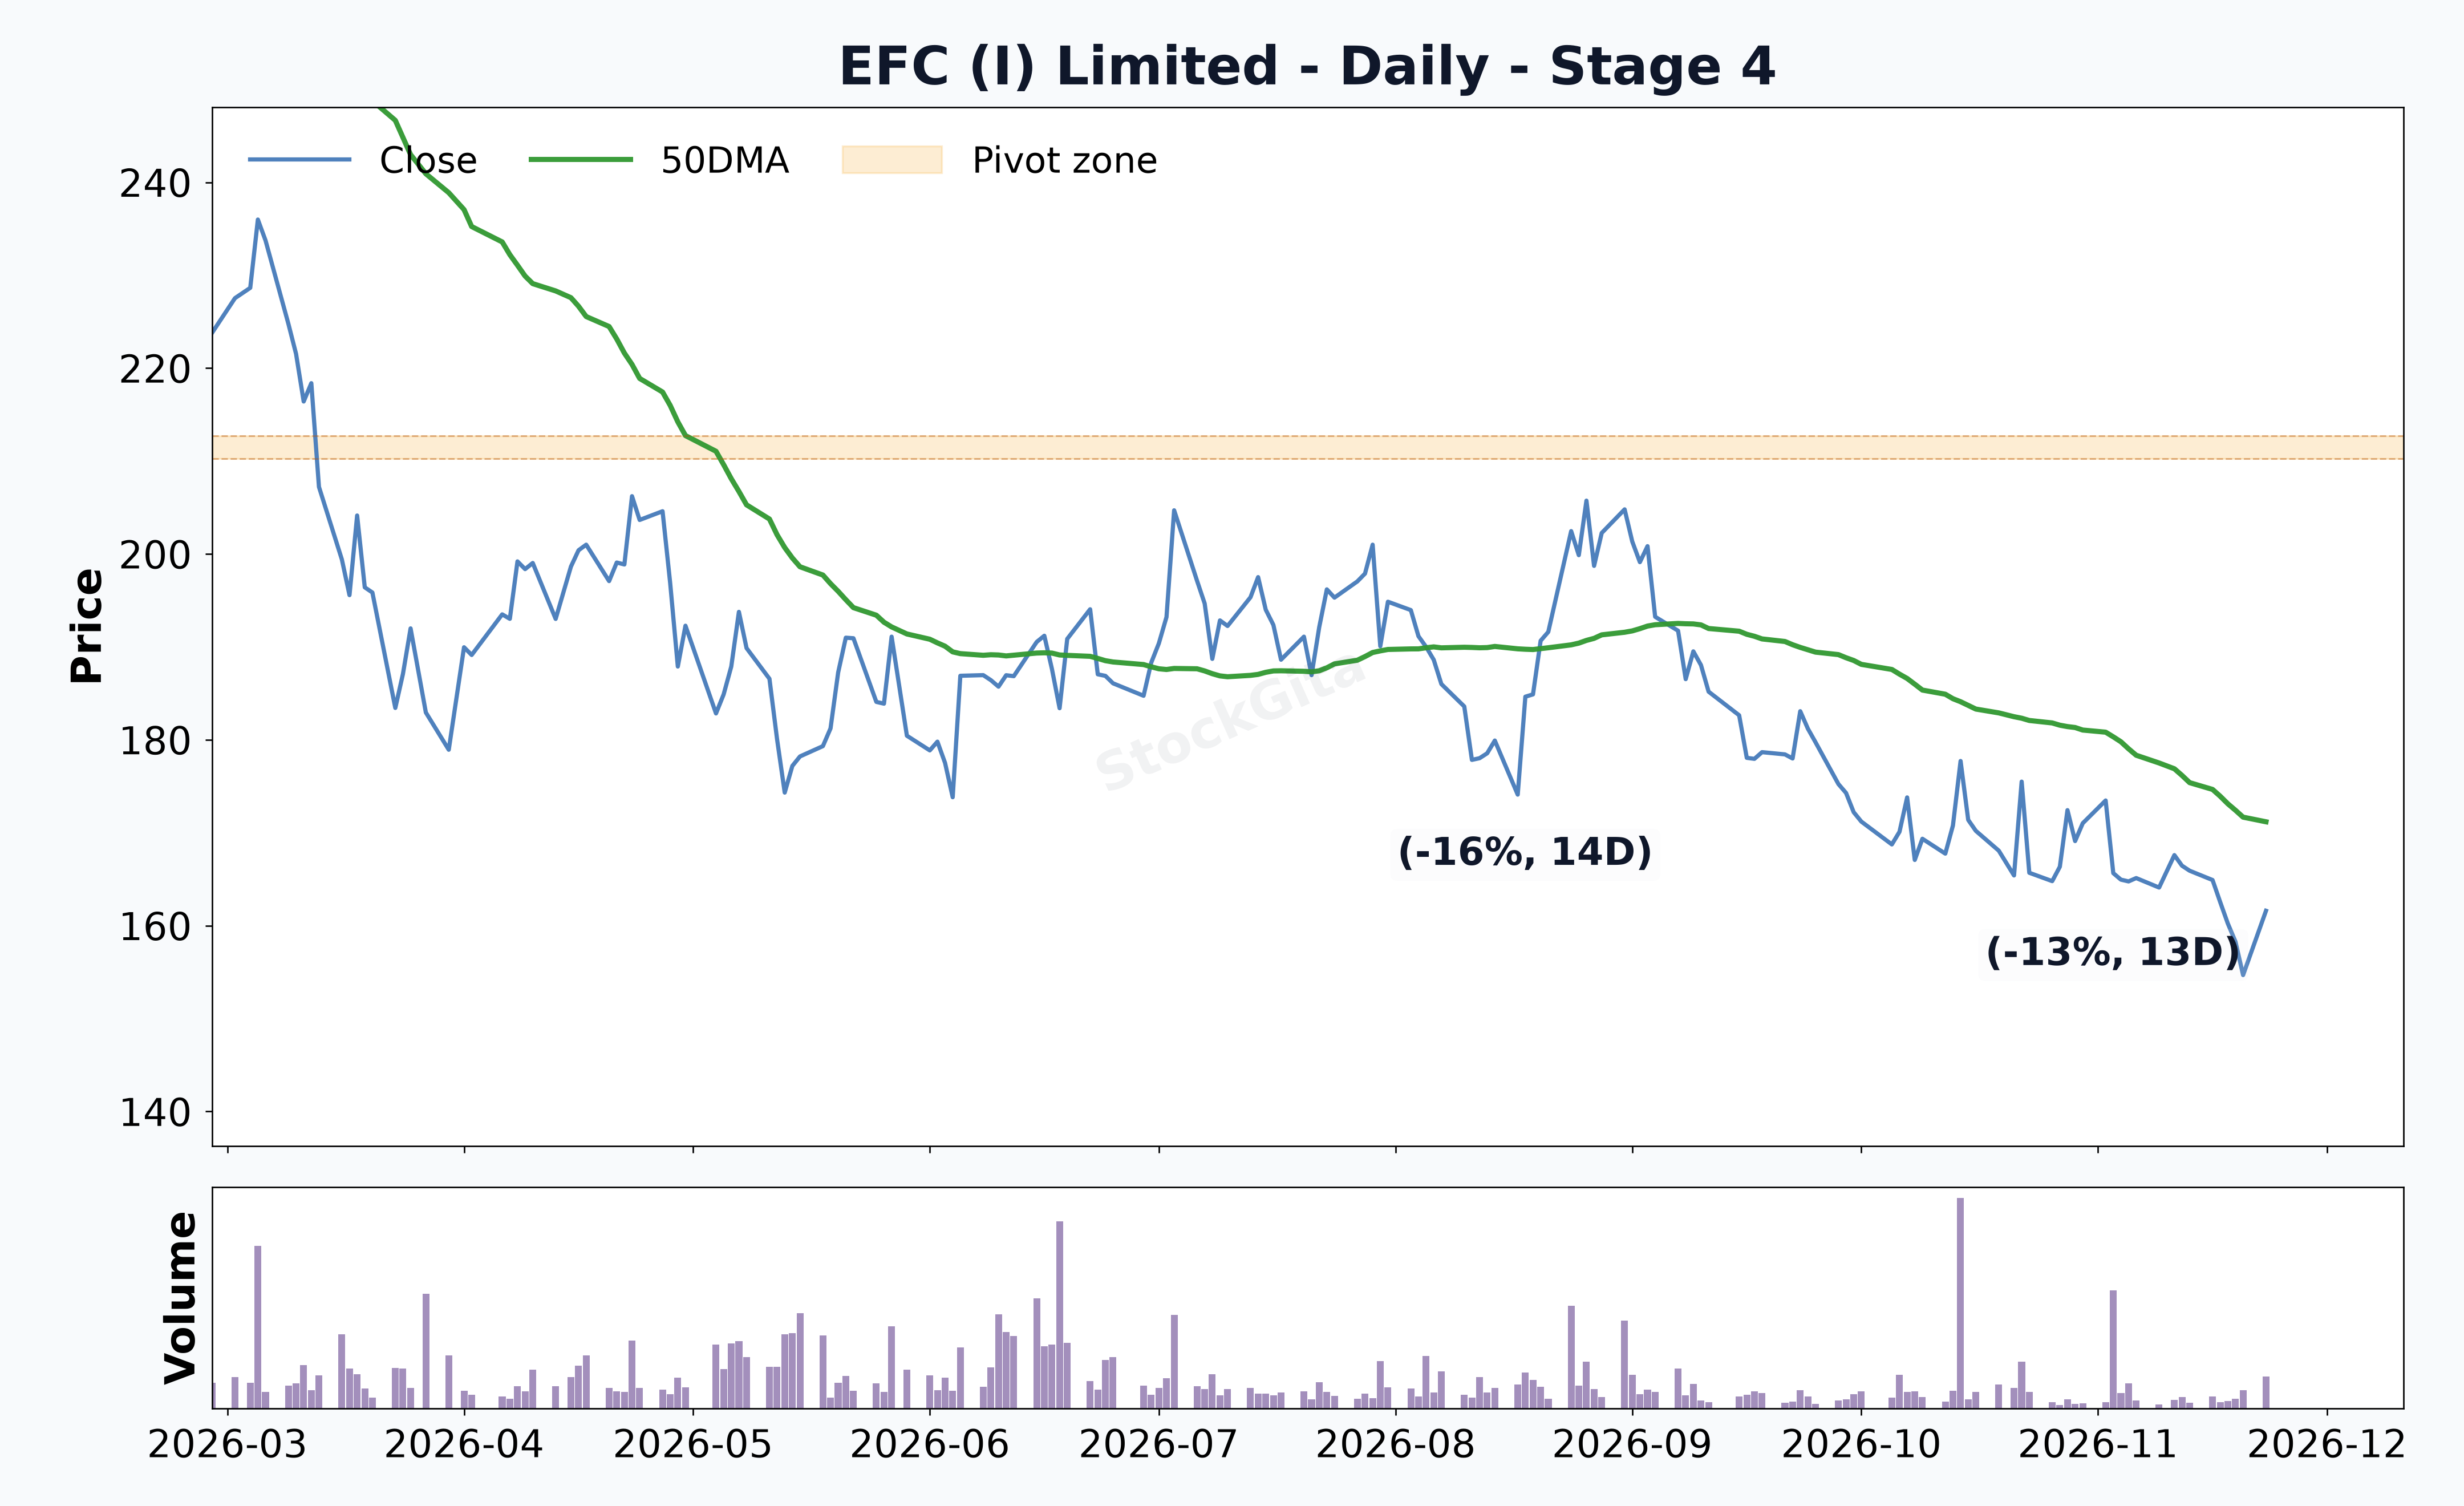 EFC (I) Limited - Daily - Stage 4
Close
50DMA
Pivot zone
Price
240
220
200
180
160
140
StockGita
(-16%, 14D)
(-13%, 13D)
Volume
2026-03
2026-04
2026-05
2026-06
2026-07
2026-08
2026-09
2026-10
2026-11
2026-12